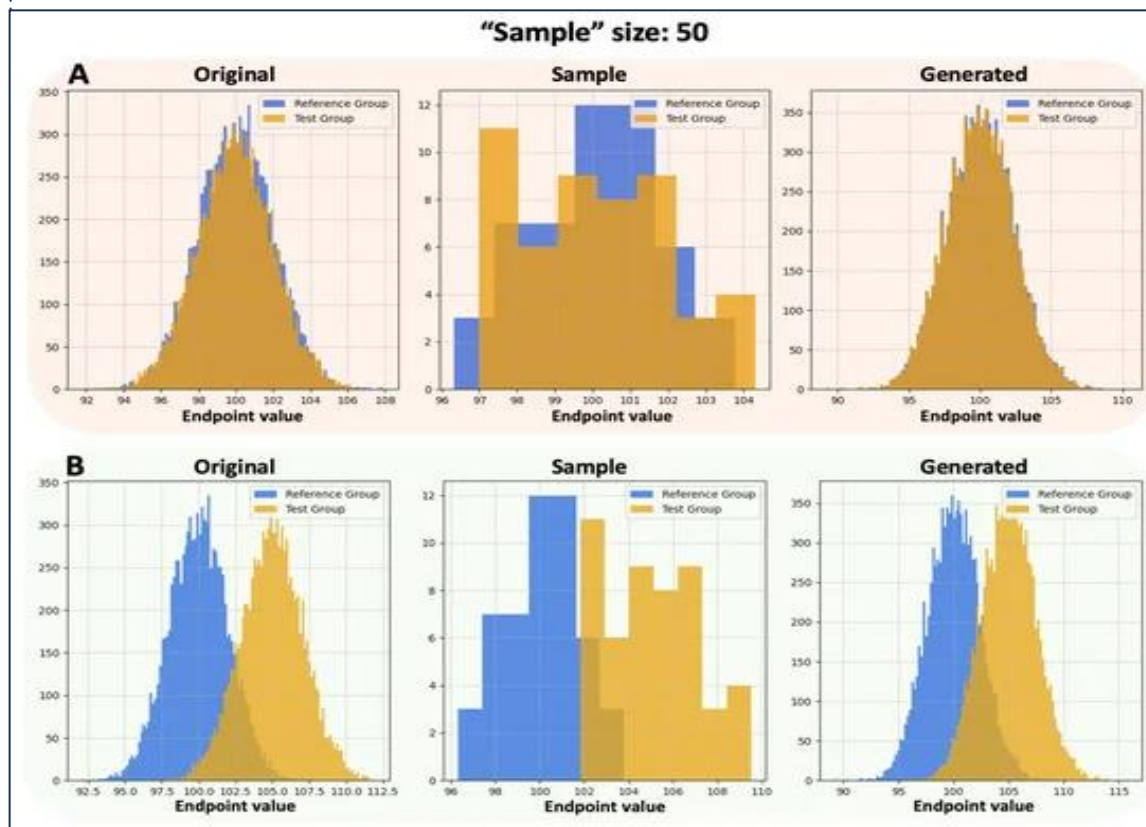 “Sample” size: 50
A
Original
Sample
Generated
350
300
250
200
150
100
50
0
Reference Group
Test Group
92 94 96 98 100 102 104 106 108
Endpoint value
12
10
8
6
4
2
0
Reference Group
Test Group
96 97 98 99 100 101 102 103 104
Endpoint value
350
300
250
200
150
100
50
0
Reference Group
Test Group
90 95 100 105 110
Endpoint value
B
Original
Sample
Generated
350
300
250
200
150
100
50
0
Reference Group
Test Group
92.5 95.0 97.5 100.0 102.5 105.0 107.5 110.0 112.5
Endpoint value
12
10
8
6
4
2
0
Reference Group
Test Group
96 98 100 102 104 106 108 110
Endpoint value
350
300
250
200
150
100
50
0
Reference Group
Test Group
90 95 100 105 110 115
Endpoint value